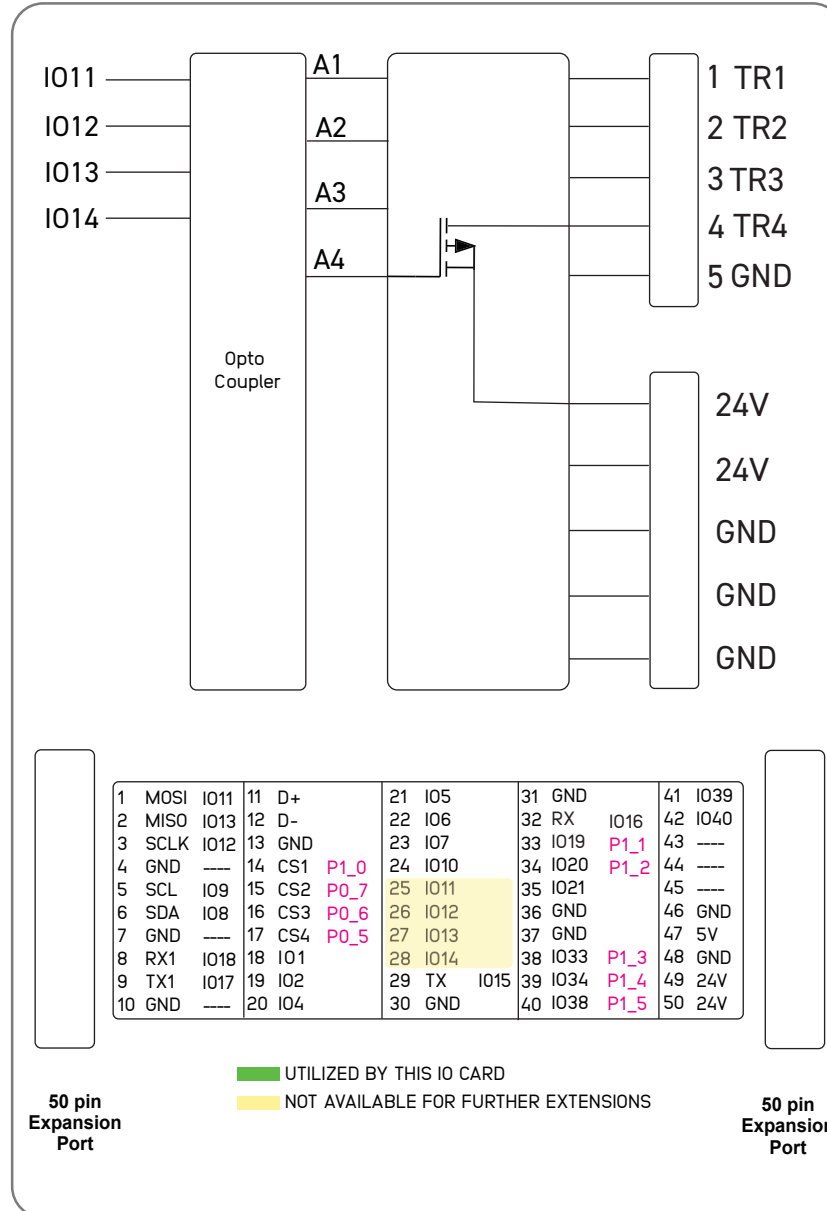 IO11
IO12
IO13
IO14
A1
A2
A3
A4
Opto
Coupler
1 TR1
2 TR2
3 TR3
4 TR4
5 GND
24V
24V
GND
GND
GND
1 MOSI IO11 11 D+ 21 IO5 31 GND 41 IO39
2 MISO IO13 12 D- 22 IO6 32 RX IO16 42 IO40
3 SCLK IO12 13 GND 23 IO7 33 IO19 P1_1 43 ----
4 GND ---- 14 CS1 P1_0 24 IO10 34 IO20 P1_2 44 ----
5 SCL IO9 15 CS2 P0_7 25 IO11 35 IO21 45 ----
6 SDA IO8 16 CS3 P0_6 26 IO12 36 GND 46 GND
7 GND ---- 17 CS4 P0_5 27 IO13 37 GND 47 5V
8 RX1 IO18 18 IO1 28 IO14 38 IO33 P1_3 48 GND
9 TX1 IO17 19 IO2 29 TX IO15 39 IO34 P1_4 49 24V
10 GND ---- 20 IO4 30 GND 40 IO38 P1_5 50 24V
UTILIZED BY THIS IO CARD
NOT AVAILABLE FOR FURTHER EXTENSIONS
50 pin
Expansion
Port
50 pin
Expansion
Port